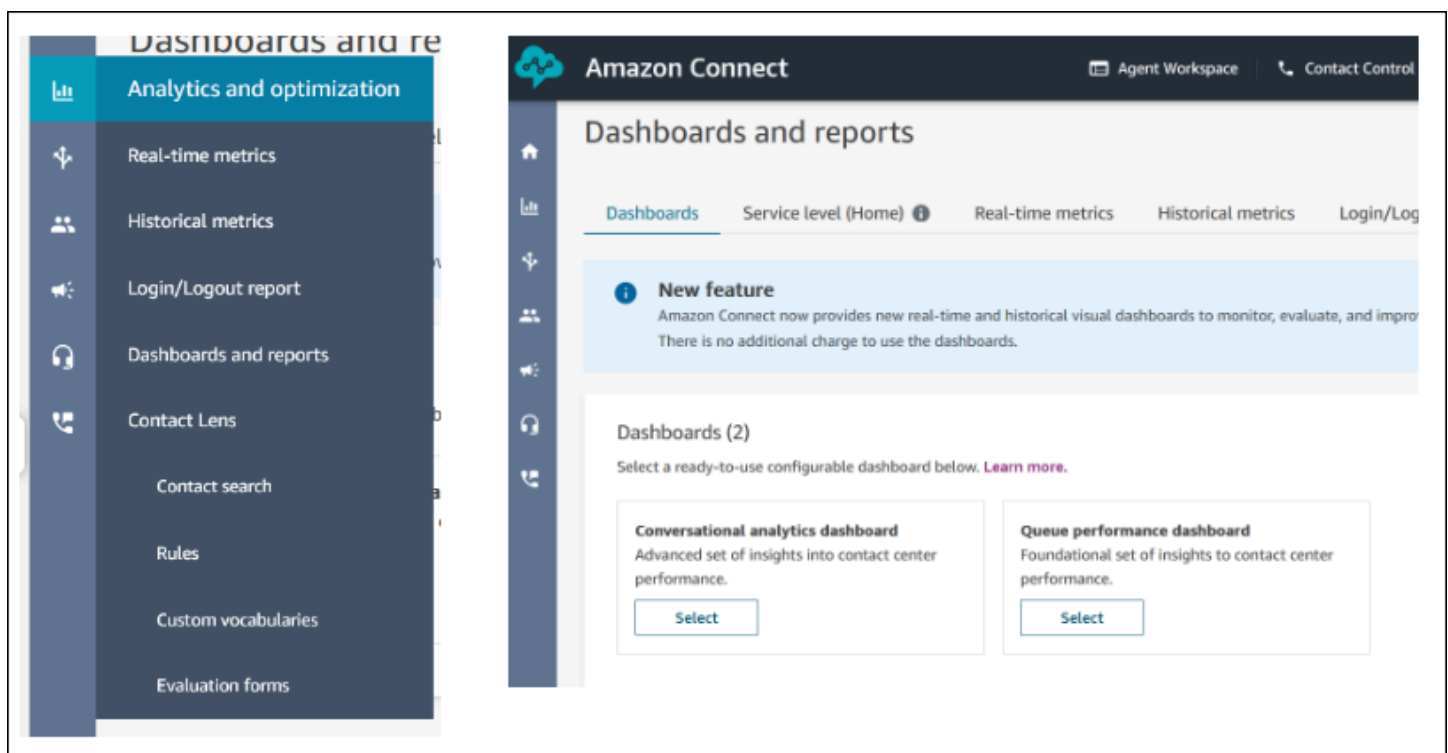 Dashboards and re
Analytics and optimization
Real-time metrics
Historical metrics
Login/Logout report
Dashboards and reports
Contact Lens
Contact search
Rules
Custom vocabularies
Evaluation forms
Amazon Connect
Agent Workspace
Contact Control
Dashboards and reports
Dashboards Service level (Home) Real-time metrics Historical metrics Login/Log
New feature
Amazon Connect now provides new real-time and historical visual dashboards to monitor, evaluate, and impro
There is no additional charge to use the dashboards.
Dashboards (2)
Select a ready-to-use configurable dashboard below. Learn more.
Conversational analytics dashboard
Advanced set of insights into contact center
performance.
Select
Queue performance dashboard
Foundational set of insights to contact center
performance.
Select